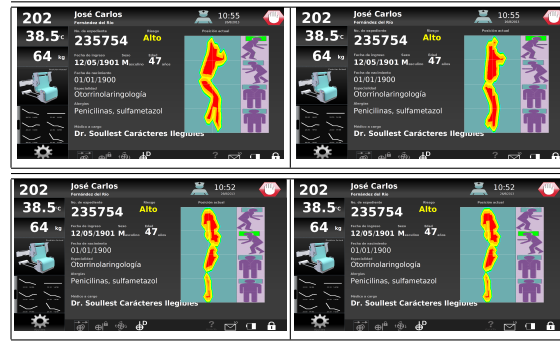 202 José Carlos 10:55
Fernández del Río
38.5°C No. de expediente Riesgo Posición actual
235754 Alto
64 kg Fecha de ingreso Sexo Edad
12/05/1901 Masculino 47 años
Fecha de nacimiento
01/01/1900
Especialidad
Otorrinolaringología
Alergias
Penicilinas, sulfametazol
Médico a cargo
Dr. Soullest Carácteres Ilegibles
D ?
202 José Carlos 10:55
Fernández del Río
38.5°C No. de expediente Riesgo Posición actual
235754 Alto
64 kg Fecha de ingreso Sexo Edad
12/05/1901 Masculino 47 años
Fecha de nacimiento
01/01/1900
Especialidad
Otorrinolaringología
Alergias
Penicilinas, sulfametazol
Médico a cargo
Dr. Soullest Carácteres Ilegibles
D ?
202 José Carlos 10:52
Fernández del Río
38.5°C No. de expediente Riesgo Posición actual
235754 Alto
64 kg Fecha de ingreso Sexo Edad
12/05/1901 Masculino 47 años
Fecha de nacimiento
01/01/1900
Especialidad
Otorrinolaringología
Alergias
Penicilinas, sulfametazol
Médico a cargo
Dr. Soullest Carácteres Ilegibles
D ?
202 José Carlos 10:52
Fernández del Río
38.5°C No. de expediente Riesgo Posición actual
235754 Alto
64 kg Fecha de ingreso Sexo Edad
12/05/1901 Masculino 47 años
Fecha de nacimiento
01/01/1900
Especialidad
Otorrinolaringología
Alergias
Penicilinas, sulfametazol
Médico a cargo
Dr. Soullest Carácteres Ilegibles
D ?